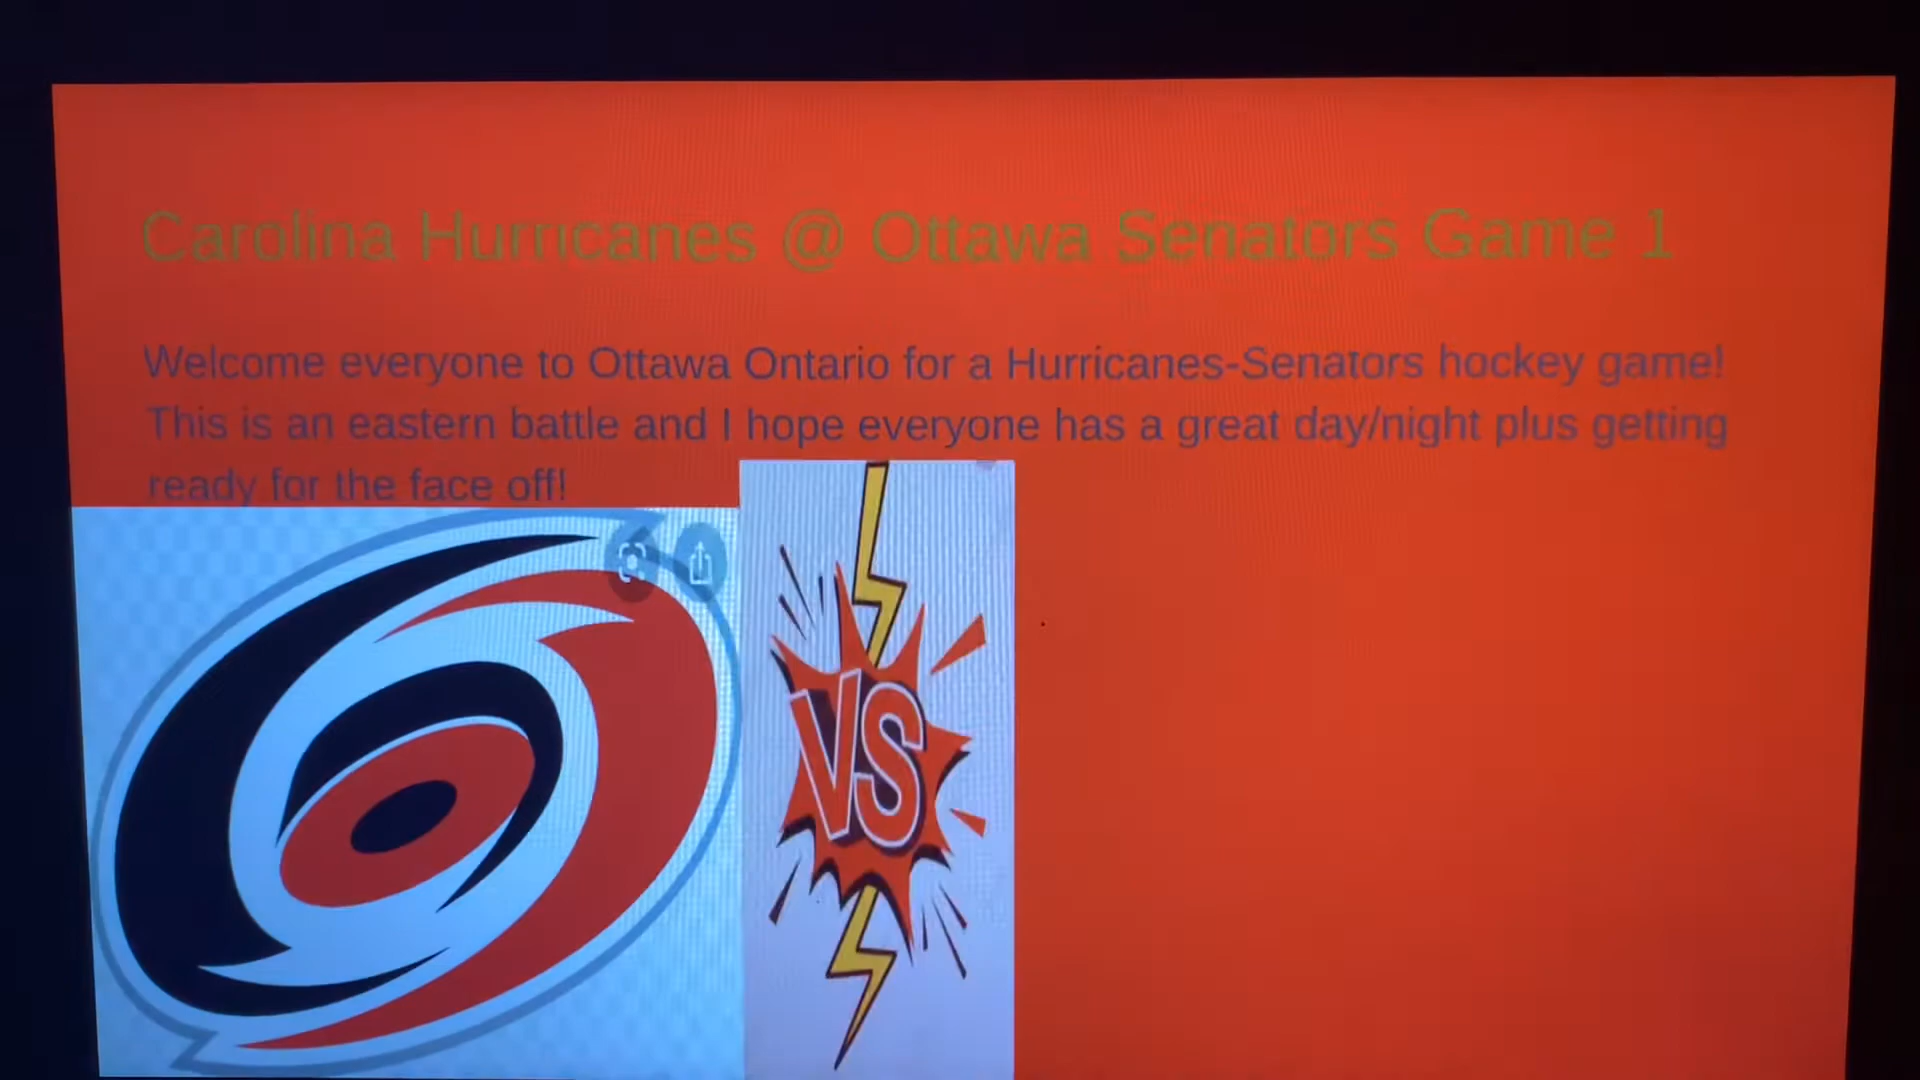 Carolina Hurricanes @ Ottawa Senators Game 1
Welcome everyone to Ottawa Ontario for a Hurricanes-Senators hockey game!
This is an eastern battle and I hope everyone has a great day/night plus getting
ready for the face off!
VS